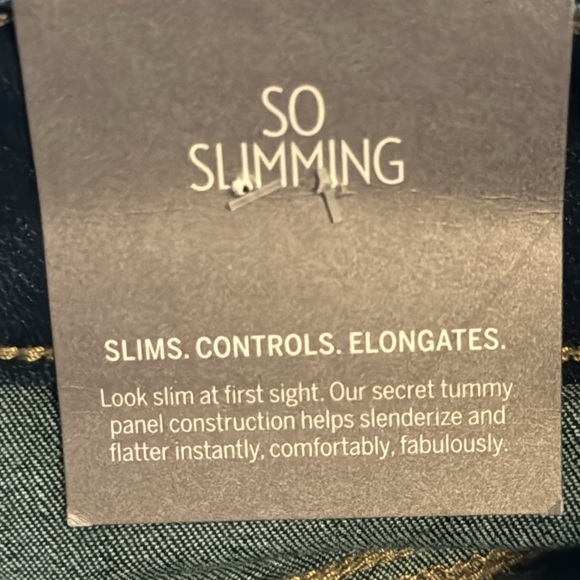 SO
SLIMMING
SLIMS. CONTROLS. ELONGATES.
Look slim at first sight. Our secret tummy
panel construction helps slenderize and
flatter instantly, comfortably, fabulously.